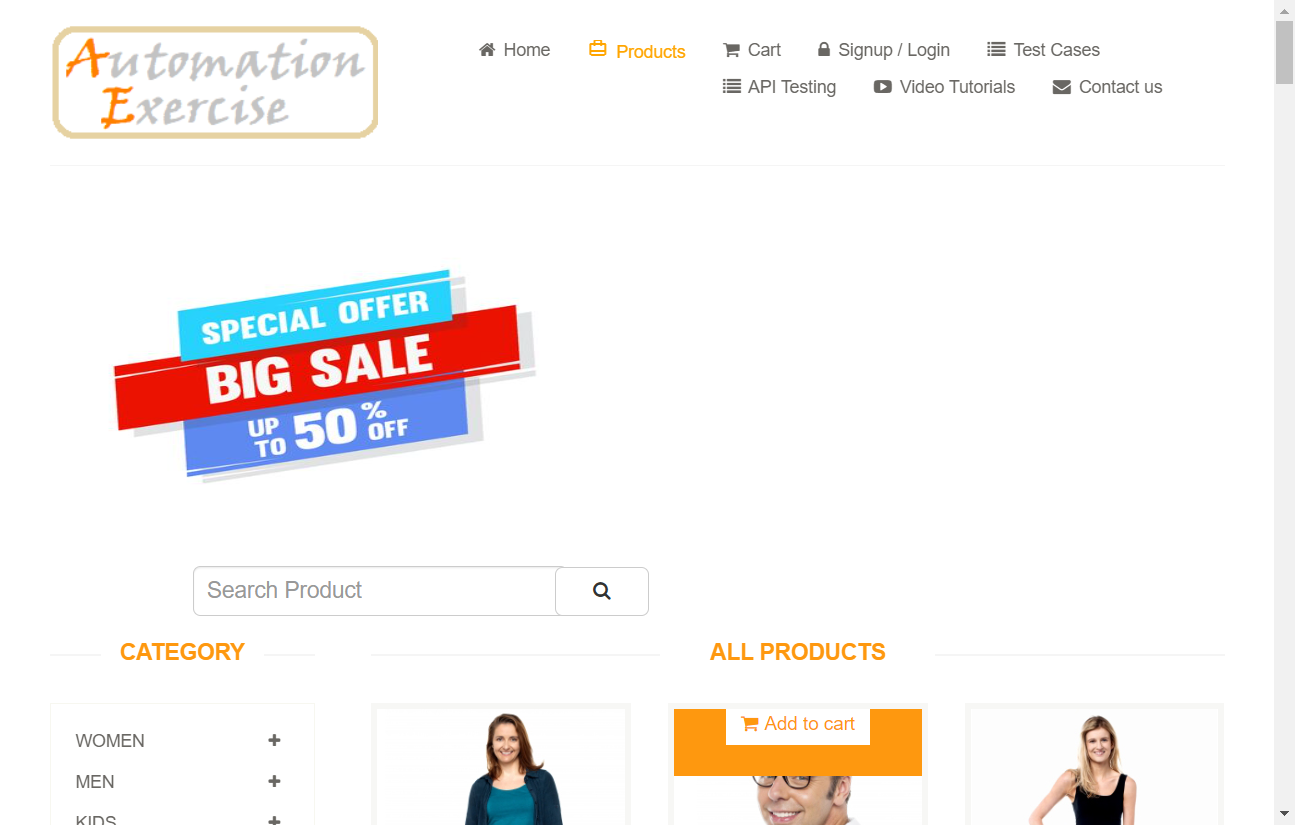 Automation
Exercise
Home Products Cart Signup / Login Test Cases
API Testing Video Tutorials Contact us
SPECIAL OFFER
BIG SALE
UP TO 50% OFF
Search Product
CATEGORY
ALL PRODUCTS
Add to cart
WOMEN
MEN
KIDS